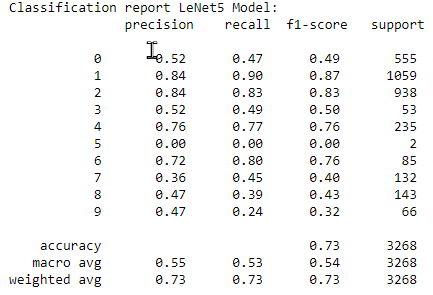 Classification report LeNet5 Model:
precision recall f1-score support
0 0.52 0.47 0.49 555
1 0.84 0.90 0.87 1059
2 0.84 0.83 0.83 938
3 0.52 0.49 0.50 53
4 0.76 0.77 0.76 235
5 0.00 0.00 0.00 2
6 0.72 0.80 0.76 85
7 0.36 0.45 0.40 132
8 0.47 0.39 0.43 143
9 0.47 0.24 0.32 66
accuracy 0.73 3268
macro avg 0.55 0.53 0.54 3268
weighted avg 0.73 0.73 0.73 3268